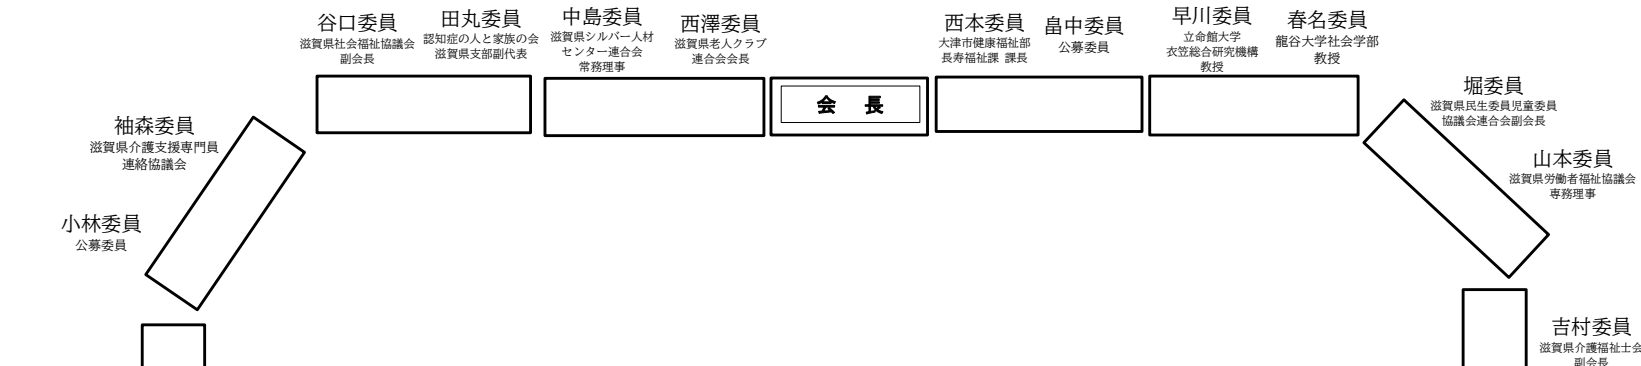 谷口委員
滋賀県社会福祉協議会
副会長
田丸委員
認知症の人と家族の会
滋賀県支部副代表
中島委員
滋賀県シルバー人材
センター連合会
常務理事
西澤委員
滋賀県老人クラブ
連合会会長
会 長
西本委員
大津市健康福祉部
長寿福祉課 課長
畠中委員
公募委員
早川委員
立命館大学
衣笠総合研究機構
教授
春名委員
龍谷大学社会学部
教授
堀委員
滋賀県民生委員児童委員
協議会連合会副会長
袖森委員
滋賀県介護支援専門員
連絡協議会
山本委員
滋賀県労働者福祉協議会
専務理事
小林委員
公募委員
吉村委員
滋賀県介護福祉士会
副会長